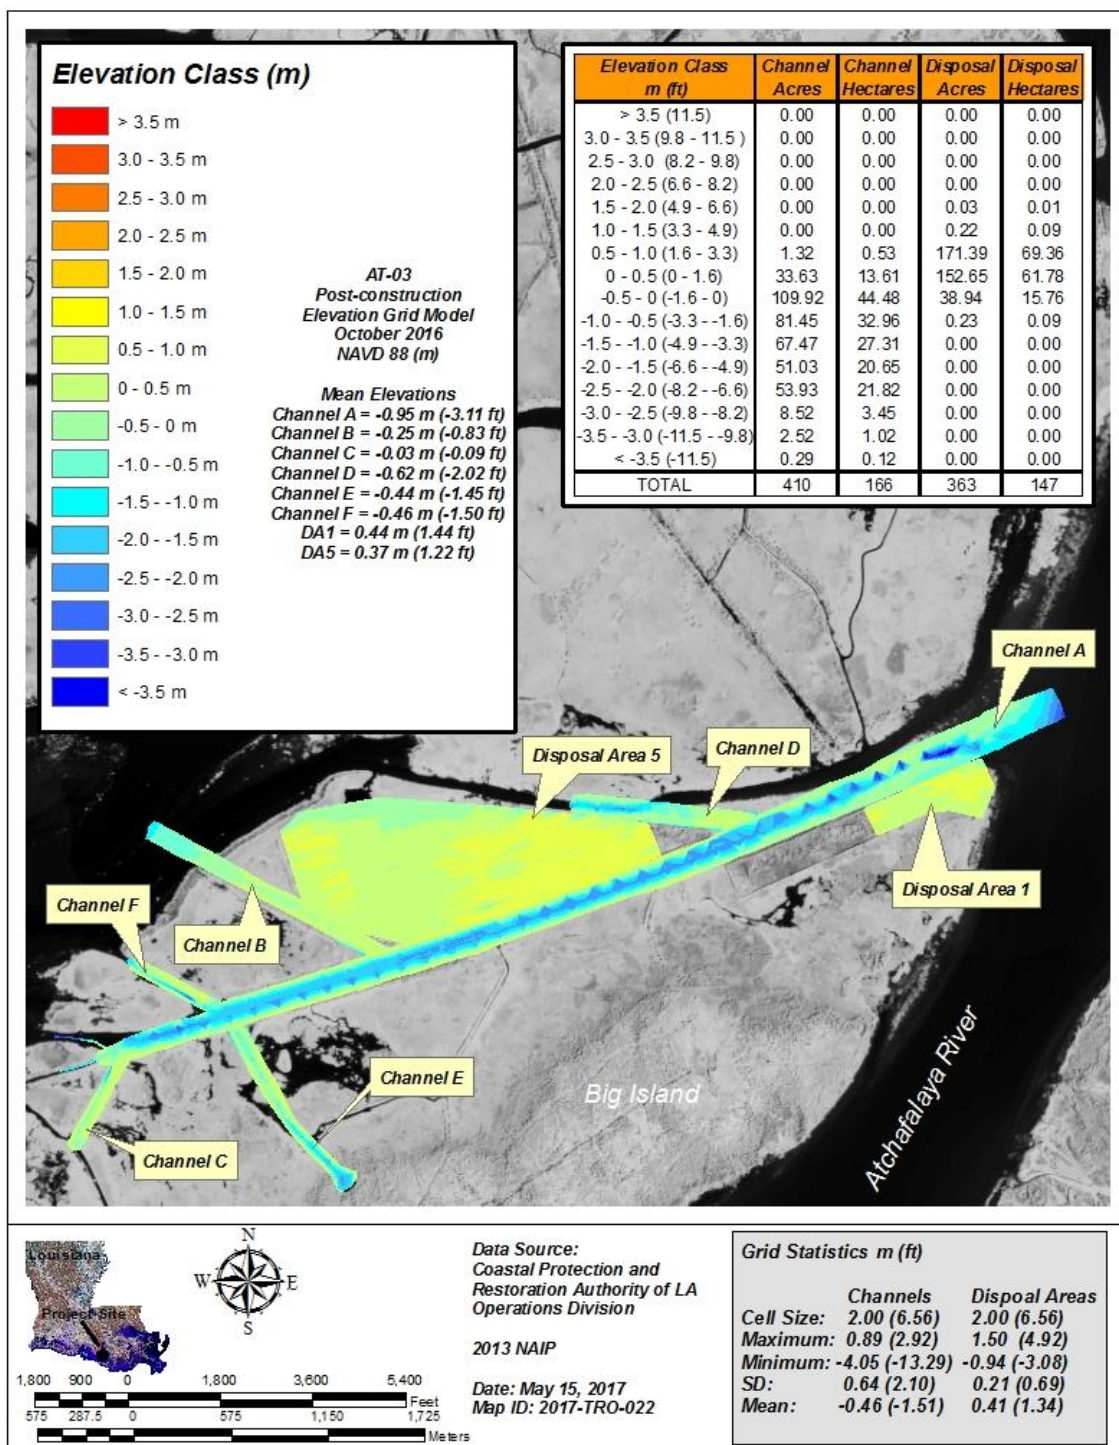 Elevation Class (m)
> 3.5 m
3.0 - 3.5 m
2.5 - 3.0 m
2.0 - 2.5 m
1.5 - 2.0 m
1.0 - 1.5 m
0.5 - 1.0 m
0 - 0.5 m
-0.5 - 0 m
-1.0 - -0.5 m
-1.5 - -1.0 m
-2.0 - -1.5 m
-2.5 - -2.0 m
-3.0 - -2.5 m
-3.5 - -3.0 m
< -3.5 m
AT-03
Post-construction
Elevation Grid Model
October 2016
NAVD 88 (m)
Mean Elevations
Channel A = -0.95 m (-3.11 ft)
Channel B = -0.25 m (-0.83 ft)
Channel C = -0.03 m (-0.09 ft)
Channel D = -0.62 m (-2.02 ft)
Channel E = -0.44 m (-1.45 ft)
Channel F = -0.46 m (-1.50 ft)
DA1 = 0.44 m (1.44 ft)
DA5 = 0.37 m (1.22 ft)
Elevation Class m (ft) Channel Acres Channel Hectares Disposal Acres Disposal Hectares
> 3.5 (11.5) 0.00 0.00 0.00 0.00
3.0 - 3.5 (9.8 - 11.5 ) 0.00 0.00 0.00 0.00
2.5 - 3.0 (8.2 - 9.8) 0.00 0.00 0.00 0.00
2.0 - 2.5 (6.6 - 8.2) 0.00 0.00 0.00 0.00
1.5 - 2.0 (4.9 - 6.6) 0.00 0.00 0.03 0.01
1.0 - 1.5 (3.3 - 4.9) 0.00 0.00 0.22 0.09
0.5 - 1.0 (1.6 - 3.3) 1.32 0.53 171.39 69.36
0 - 0.5 (0 - 1.6) 33.63 13.61 152.65 61.78
-0.5 - 0 (-1.6 - 0) 109.92 44.48 38.94 15.76
-1.0 - -0.5 (-3.3 - -1.6) 81.45 32.96 0.23 0.09
-1.5 - -1.0 (-4.9 - -3.3) 67.47 27.31 0.00 0.00
-2.0 - -1.5 (-6.6 - -4.9) 51.03 20.65 0.00 0.00
-2.5 - -2.0 (-8.2 - -6.6) 53.93 21.82 0.00 0.00
-3.0 - -2.5 (-9.8 - -8.2) 8.52 3.45 0.00 0.00
-3.5 - -3.0 (-11.5 - -9.8) 2.52 1.02 0.00 0.00
< -3.5 (-11.5) 0.29 0.12 0.00 0.00
TOTAL 410 166 363 147
Channel A
Channel D
Disposal Area 5
Disposal Area 1
Channel F
Channel B
Channel E
Channel C
Big Island
Atchafalaya River
Louisiana
Project Site
N
W E
S
1,800 900 0 1,800 3,600 5,400
Feet
575 287.5 0 575 1,150 1,725
Meters
Data Source:
Coastal Protection and
Restoration Authority of LA
Operations Division
2013 NAIP
Date: May 15, 2017
Map ID: 2017-TRO-022
Grid Statistics m (ft)
Channels Dispoal Areas
Cell Size: 2.00 (6.56) 2.00 (6.56)
Maximum: 0.89 (2.92) 1.50 (4.92)
Minimum: -4.05 (-13.29) -0.94 (-3.08)
SD: 0.64 (2.10) 0.21 (0.69)
Mean: -0.46 (-1.51) 0.41 (1.34)